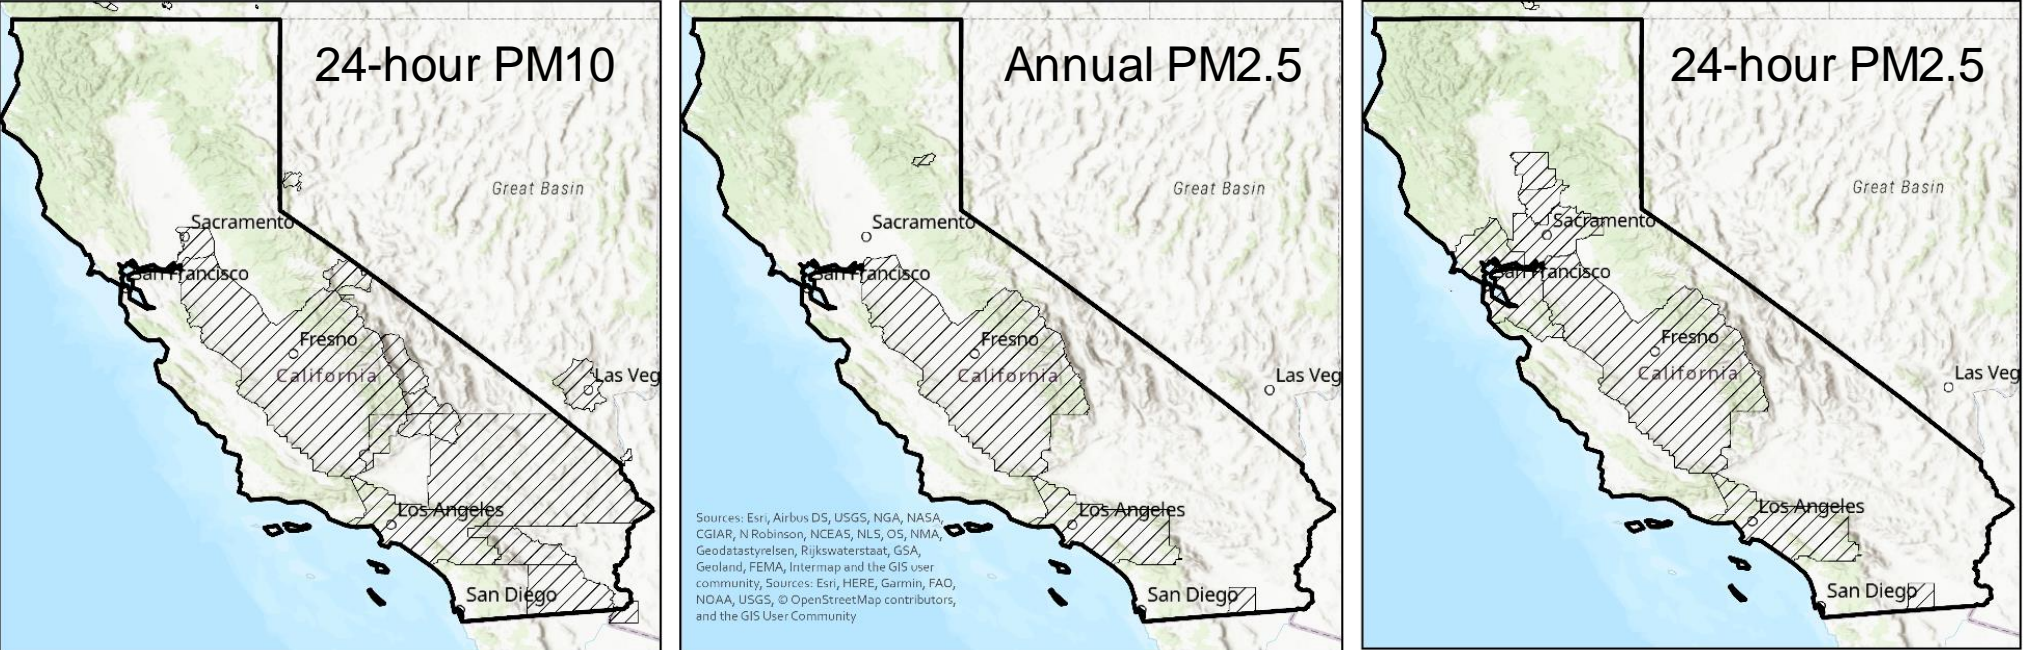 24-hour PM10
Great Basin
Sacramento
San Francisco
Fresno
California
Las Veg
Los Angeles
San Diego
Annual PM2.5
Great Basin
Sacramento
San Francisco
Fresno
California
Las Veg
Los Angeles
Sources: Esri, Airbus DS, USGS, NGA, NASA,
CGIAR, N Robinson, NCEAS, NLS, OS, NMA,
Geodatastyrelsen, Rijkswaterstaat, GSA,
Geoland, FEMA, Intermap and the GIS user
community, Sources: Esri, HERE, Garmin, FAO,
NOAA, USGS, © OpenStreetMap contributors,
and the GIS User Community
San Diego
24-hour PM2.5
Great Basin
Sacramento
San Francisco
Fresno
California
Las Veg
Los Angeles
San Diego